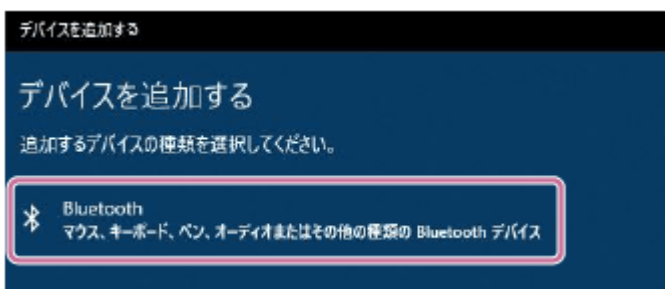 デバイスを追加する
デバイスを追加する
追加するデバイスの種類を選択してください。
Bluetooth
マウス、キーボード、ペン、オーディオまたはその他の種類の Bluetooth デバイス